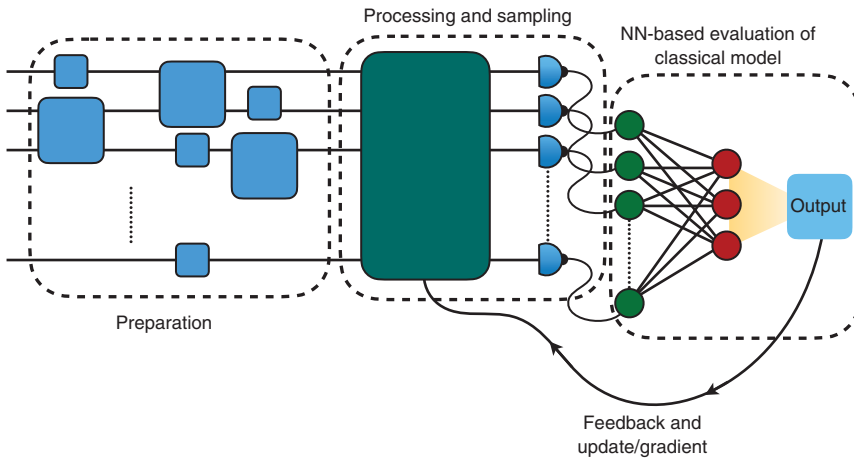 Processing and sampling
NN-based evaluation of
classical model
Output
Preparation
Feedback and
update/gradient